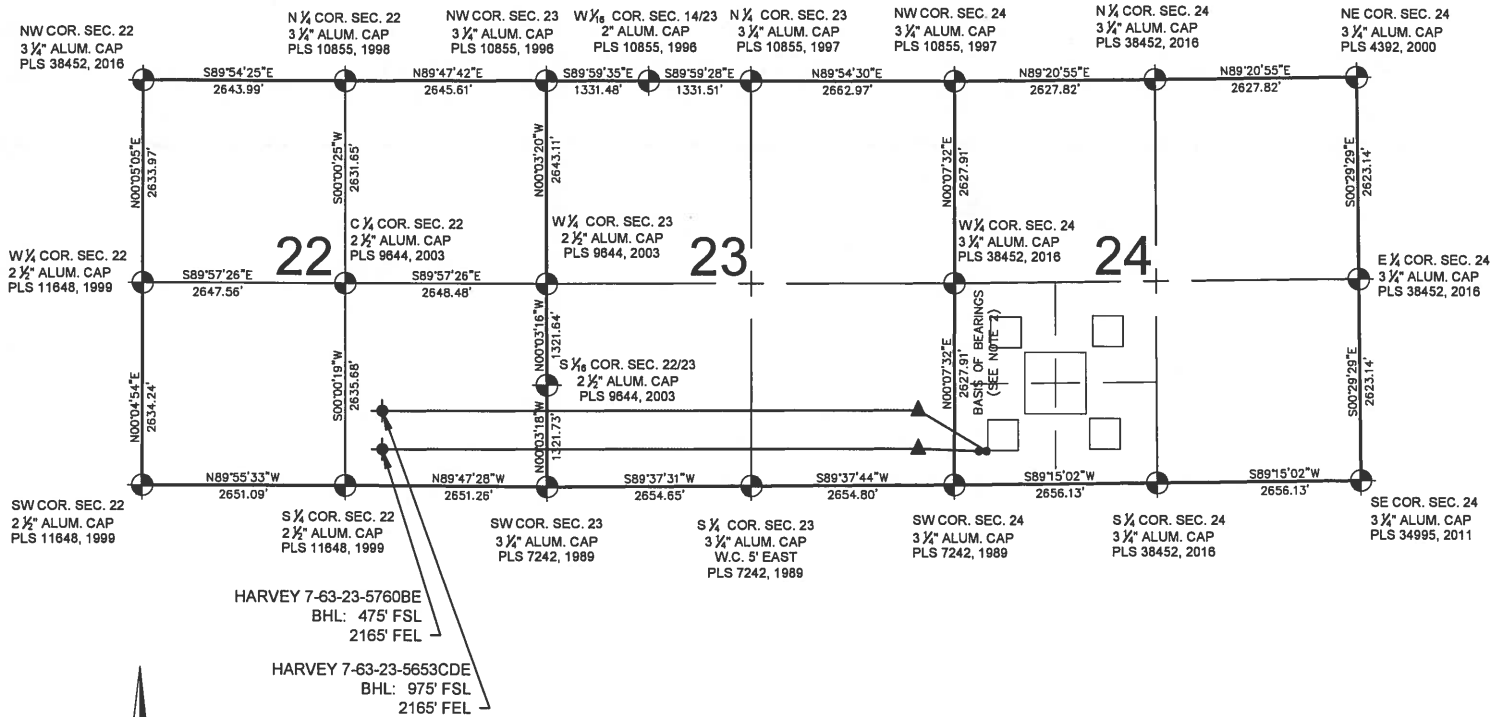 NW COR. SEC. 22
3 ¼" ALUM. CAP
PLS 38452, 2016
N ¼ COR. SEC. 22
3 ¼" ALUM. CAP
PLS 10855, 1998
NW COR. SEC. 23
3 ¼" ALUM. CAP
PLS 10855, 1996
W 1⁄16 COR. SEC. 14/23
2" ALUM. CAP
PLS 10855, 1996
N ¼ COR. SEC. 23
3 ¼" ALUM. CAP
PLS 10855, 1997
NW COR. SEC. 24
3 ¼" ALUM. CAP
PLS 10855, 1997
N ¼ COR. SEC. 24
3 ¼" ALUM. CAP
PLS 38452, 2016
NE COR. SEC. 24
3 ¼" ALUM. CAP
PLS 4392, 2000
S89°54'25"E
2643.99'
N89°47'42"E
2645.61'
S89°59'35"E
1331.48'
S89°59'28"E
1331.51'
N89°54'30"E
2662.97'
N89°20'55"E
2627.82'
N89°20'55"E
2627.82'
N00°05'05"E
2633.97'
S00°00'25"W
2631.65'
N00°03'20"W
2643.11'
N00°07'32"E
2627.91'
S00°29'29"E
2623.14'
W ¼ COR. SEC. 22
2 ½" ALUM. CAP
PLS 11648, 1999
22
C ¼ COR. SEC. 22
2 ½" ALUM. CAP
PLS 9644, 2003
W ¼ COR. SEC. 23
2 ½" ALUM. CAP
PLS 9644, 2003
23
W ¼ COR. SEC. 24
3 ¼" ALUM. CAP
PLS 38452, 2016
24
E ¼ COR. SEC. 24
3 ¼" ALUM. CAP
PLS 38452, 2016
S89°57'26"E
2647.56'
S89°57'26"E
2648.48'
N00°04'54"E
2634.24'
S00°00'19"W
2635.68'
N00°03'16"W
1321.64'
S 1⁄16 COR. SEC. 22/23
2 ½" ALUM. CAP
PLS 9644, 2003
N00°03'18"W
1321.73'
N00°07'32"E
2627.91'
BASIS OF BEARINGS
(SEE NOTE 2)
S00°29'29"E
2623.14'
N89°55'33"W
2651.09'
N89°47'28"W
2651.26'
S89°37'31"W
2654.65'
S89°37'44"W
2654.80'
S89°15'02"W
2656.13'
S89°15'02"W
2656.13'
SW COR. SEC. 22
2 ½" ALUM. CAP
PLS 11648, 1999
S ¼ COR. SEC. 22
2 ½" ALUM. CAP
PLS 11648, 1999
SW COR. SEC. 23
3 ¼" ALUM. CAP
PLS 7242, 1989
S ¼ COR. SEC. 23
3 ¼" ALUM. CAP
W.C. 5' EAST
PLS 7242, 1989
SW COR. SEC. 24
3 ¼" ALUM. CAP
PLS 7242, 1989
S ¼ COR. SEC. 24
3 ¼" ALUM. CAP
PLS 38452, 2016
SE COR. SEC. 24
3 ¼" ALUM. CAP
PLS 34995, 2011
HARVEY 7-63-23-5760BE
BHL: 475' FSL
2165' FEL
HARVEY 7-63-23-5653CDE
BHL: 975' FSL
2165' FEL